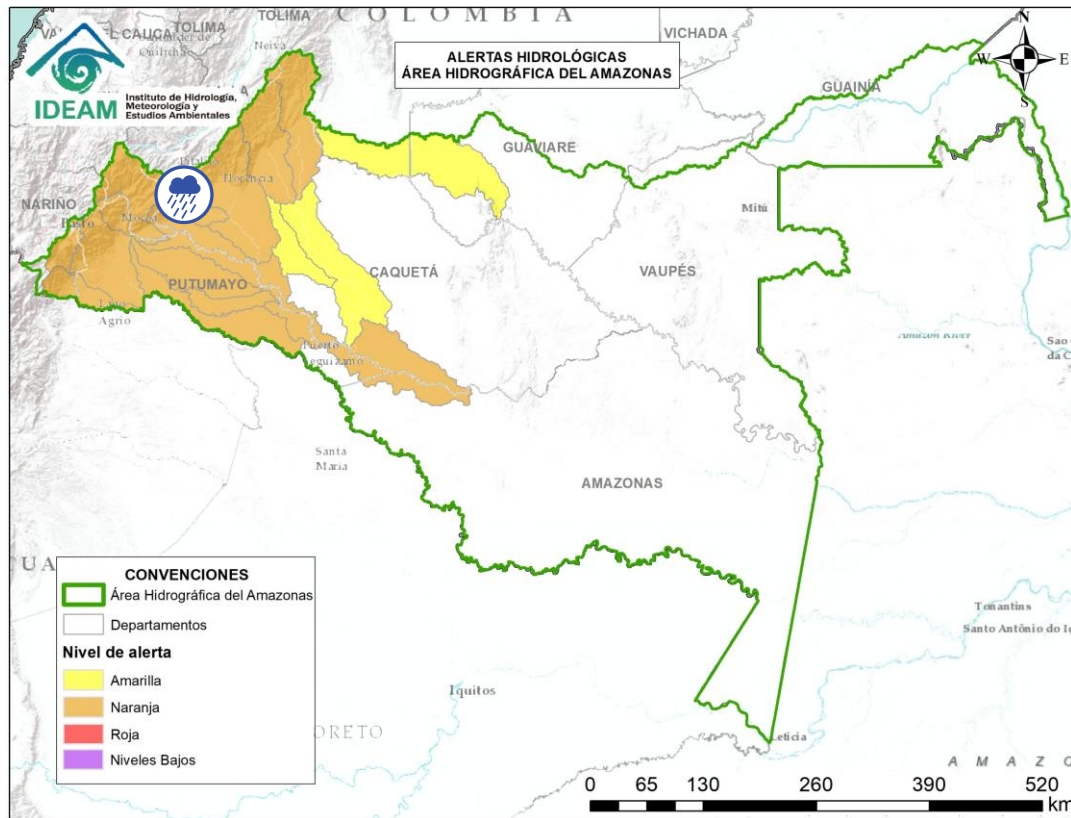 COLOMBIA
TOLIMA
TOLIMA
CAUCA
Neiva
VICHADA
ALERTAS HIDROLÓGICAS
ÁREA HIDROGRÁFICA DEL AMAZONAS
N
W
E
S
IDEAM
Instituto de Hidrología,
Meteorología y
Estudios Ambientales
GUAINÍA
GUAVIARE
Florencia
NARIÑO
Pasto
Mocoa
Mitú
VAUPÉS
CAQUETÁ
PUTUMAYO
Agrio
Puerto
Amazon River
Santa
Maria
AMAZONAS
CONVENCIONES
Área Hidrográfica del Amazonas
Departamentos
Nivel de alerta
Amarilla
Naranja
Roja
Niveles Bajos
Tonantins
Santo Antônio do
Iquitos
Leticia
0 65 130 260 390 520
km